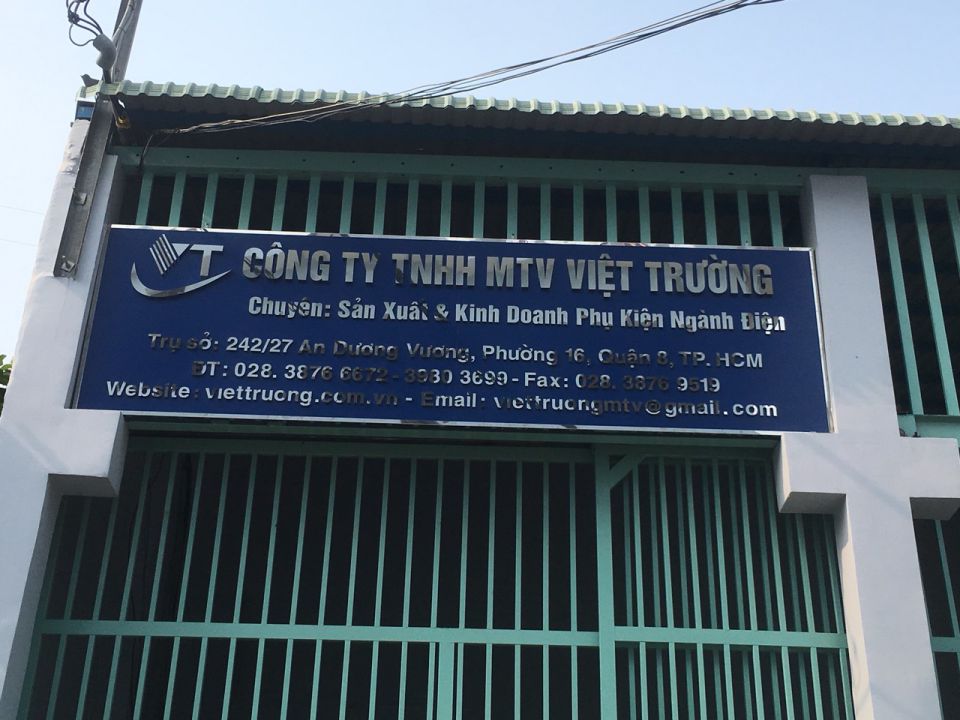 VT CÔNG TY TNHH MTV VIỆT TRƯỜNG
Chuyên: Sản Xuất & Kinh Doanh Phụ Kiện Ngành Điện
Trụ sở: 242/27 An Dương Vương, Phường 16, Quận 8, TP. HCM
ĐT: 028. 3876 6672 - 3980 3699 - Fax: 028. 3876 9519
Website: viettruong.com.vn - Email: viettruongmtv@gmail.com